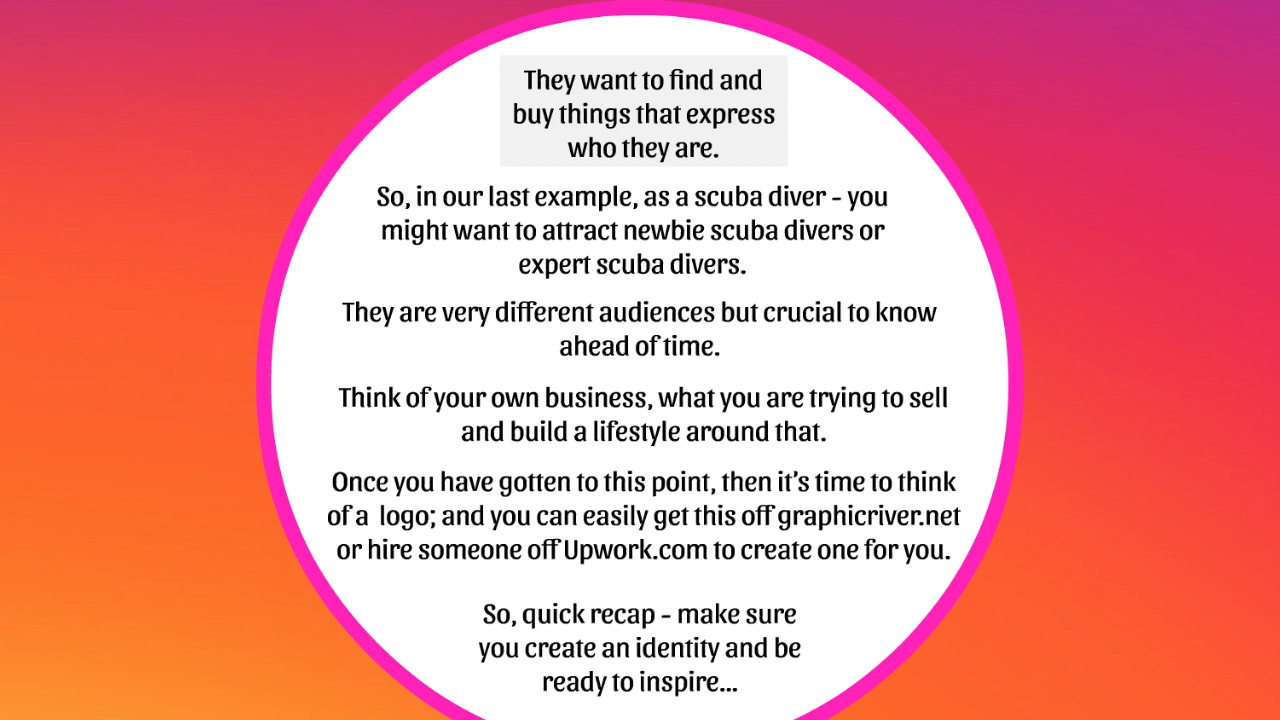 They want to find and
buy things that express
who they are.
So, in our last example, as a scuba diver - you
might want to attract newbie scuba divers or
expert scuba divers.
They are very different audiences but crucial to know
ahead of time.
Think of your own business, what you are trying to sell
and build a lifestyle around that.
Once you have gotten to this point, then it’s time to think
of a  logo; and you can easily get this off graphicriver.net
or hire someone off Upwork.com to create one for you.
So, quick recap - make sure
you create an identity and be
ready to inspire...